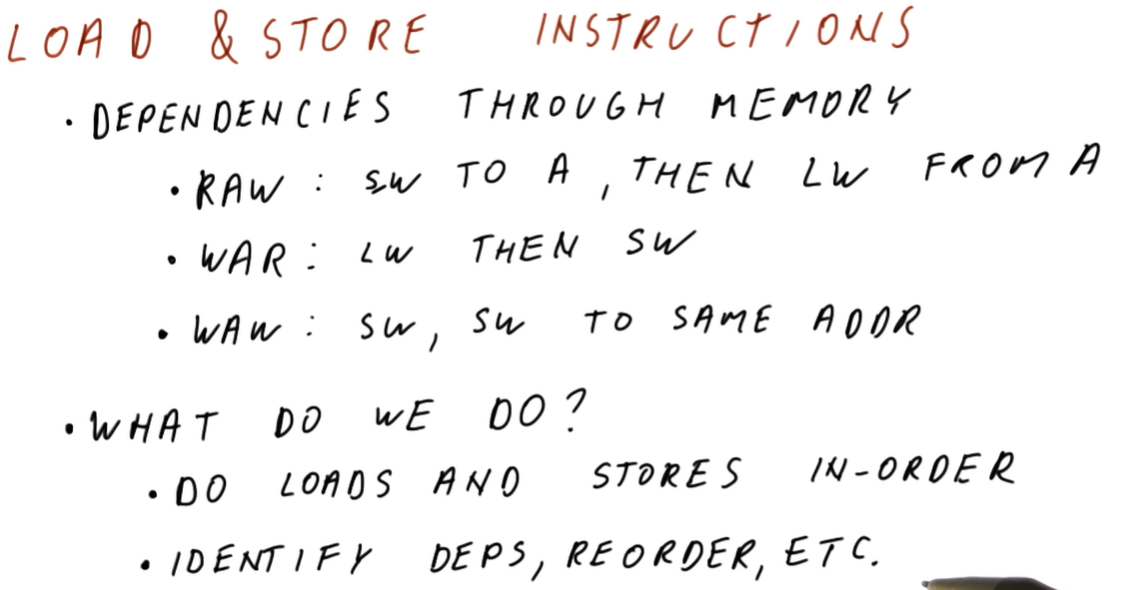 LOAD & STORE INSTRUCTIONS
• DEPENDENCIES THROUGH MEMORY
• RAW : SW TO A , THEN LW FROM A
• WAR : LW THEN SW
• WAW : SW, SW TO SAME ADDR
• WHAT DO WE DO?
• DO LOADS AND STORES IN-ORDER
• IDENTIFY DEPS, REORDER, ETC.